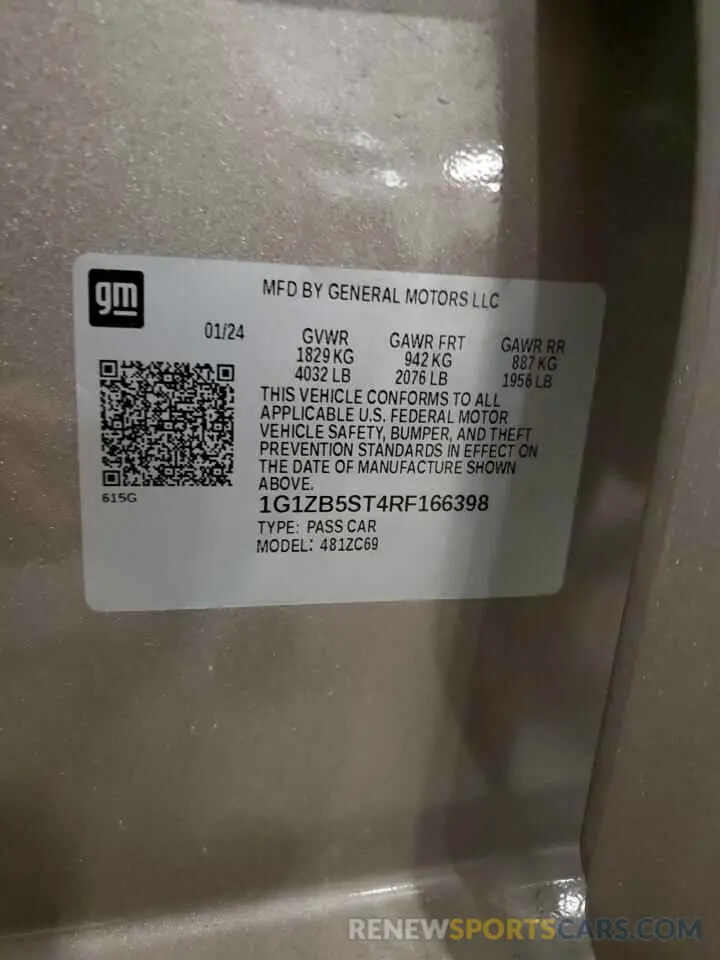 gm
MFD BY GENERAL MOTORS LLC
01/24
GVWR GAWR FRT GAWR RR
1829 KG 942 KG 887 KG
4032 LB 2076 LB 1956 LB
THIS VEHICLE CONFORMS TO ALL
APPLICABLE U.S. FEDERAL MOTOR
VEHICLE SAFETY, BUMPER, AND THEFT
PREVENTION STANDARDS IN EFFECT ON
THE DATE OF MANUFACTURE SHOWN
ABOVE.
615G
1G1ZB5ST4RF166398
TYPE: PASS CAR
MODEL: 481ZC69
RENEWSPORTSCARS.COM